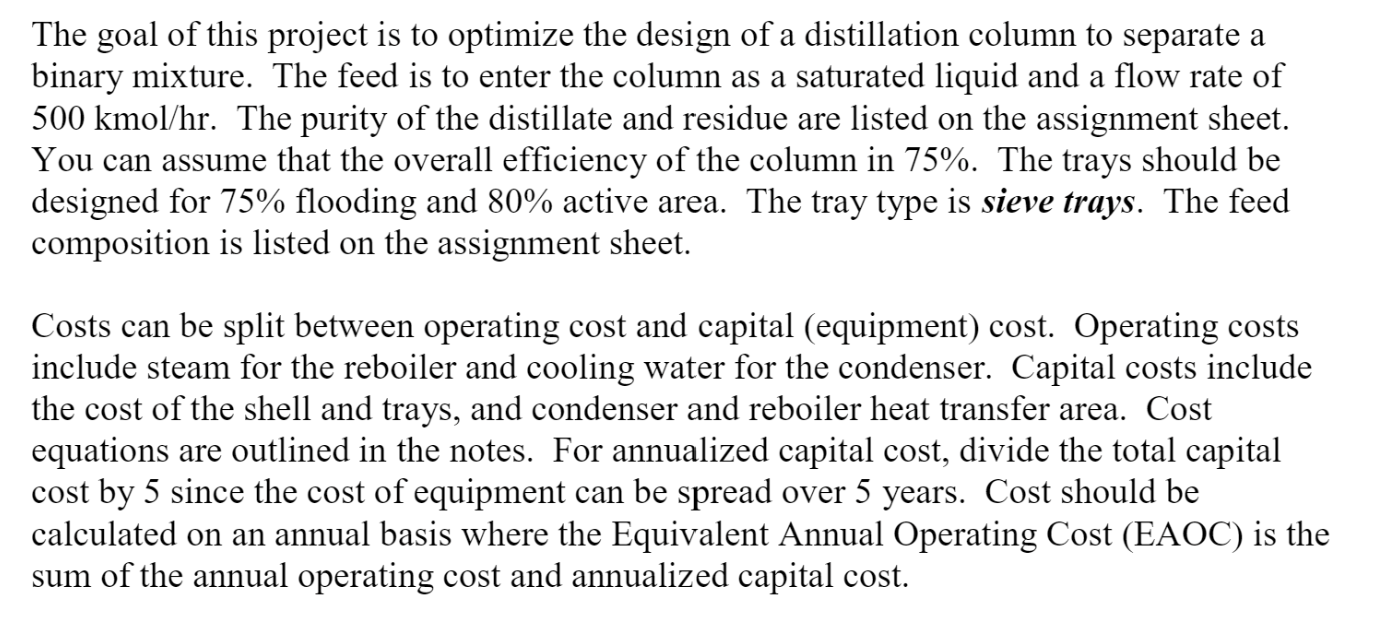 The goal of this project is to optimize the design of a distillation column to separate a
binary mixture.  The feed is to enter the column as a saturated liquid and a flow rate of
500 kmol/hr.  The purity of the distillate and residue are listed on the assignment sheet.
You can assume that the overall efficiency of the column in 75%.  The trays should be
designed for 75% flooding and 80% active area.  The tray type is sieve trays.  The feed
composition is listed on the assignment sheet.
Costs can be split between operating cost and capital (equipment) cost.  Operating costs
include steam for the reboiler and cooling water for the condenser.  Capital costs include
the cost of the shell and trays, and condenser and reboiler heat transfer area.  Cost
equations are outlined in the notes.  For annualized capital cost, divide the total capital
cost by 5 since the cost of equipment can be spread over 5 years.  Cost should be
calculated on an annual basis where the Equivalent Annual Operating Cost (EAOC) is the
sum of the annual operating cost and annualized capital cost.